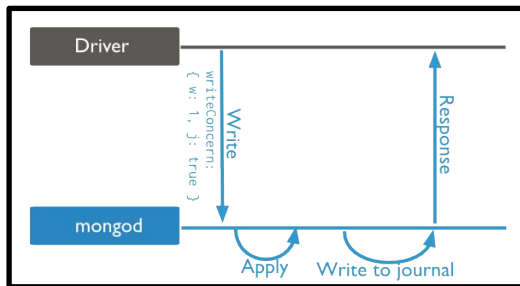 Driver
writeConcern:
{ w: 1, j: true }
Write
Response
mongod
Apply
Write to journal